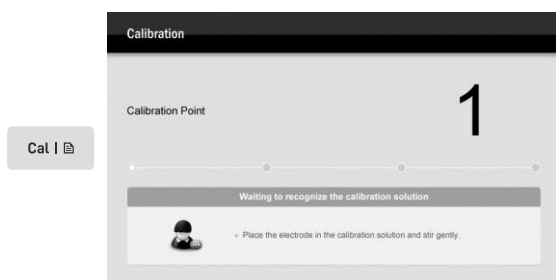 Calibration
Calibration Point
1
Cal |
Waiting to recognize the calibration solution
Place the electrode in the calibration solution and stir gently.